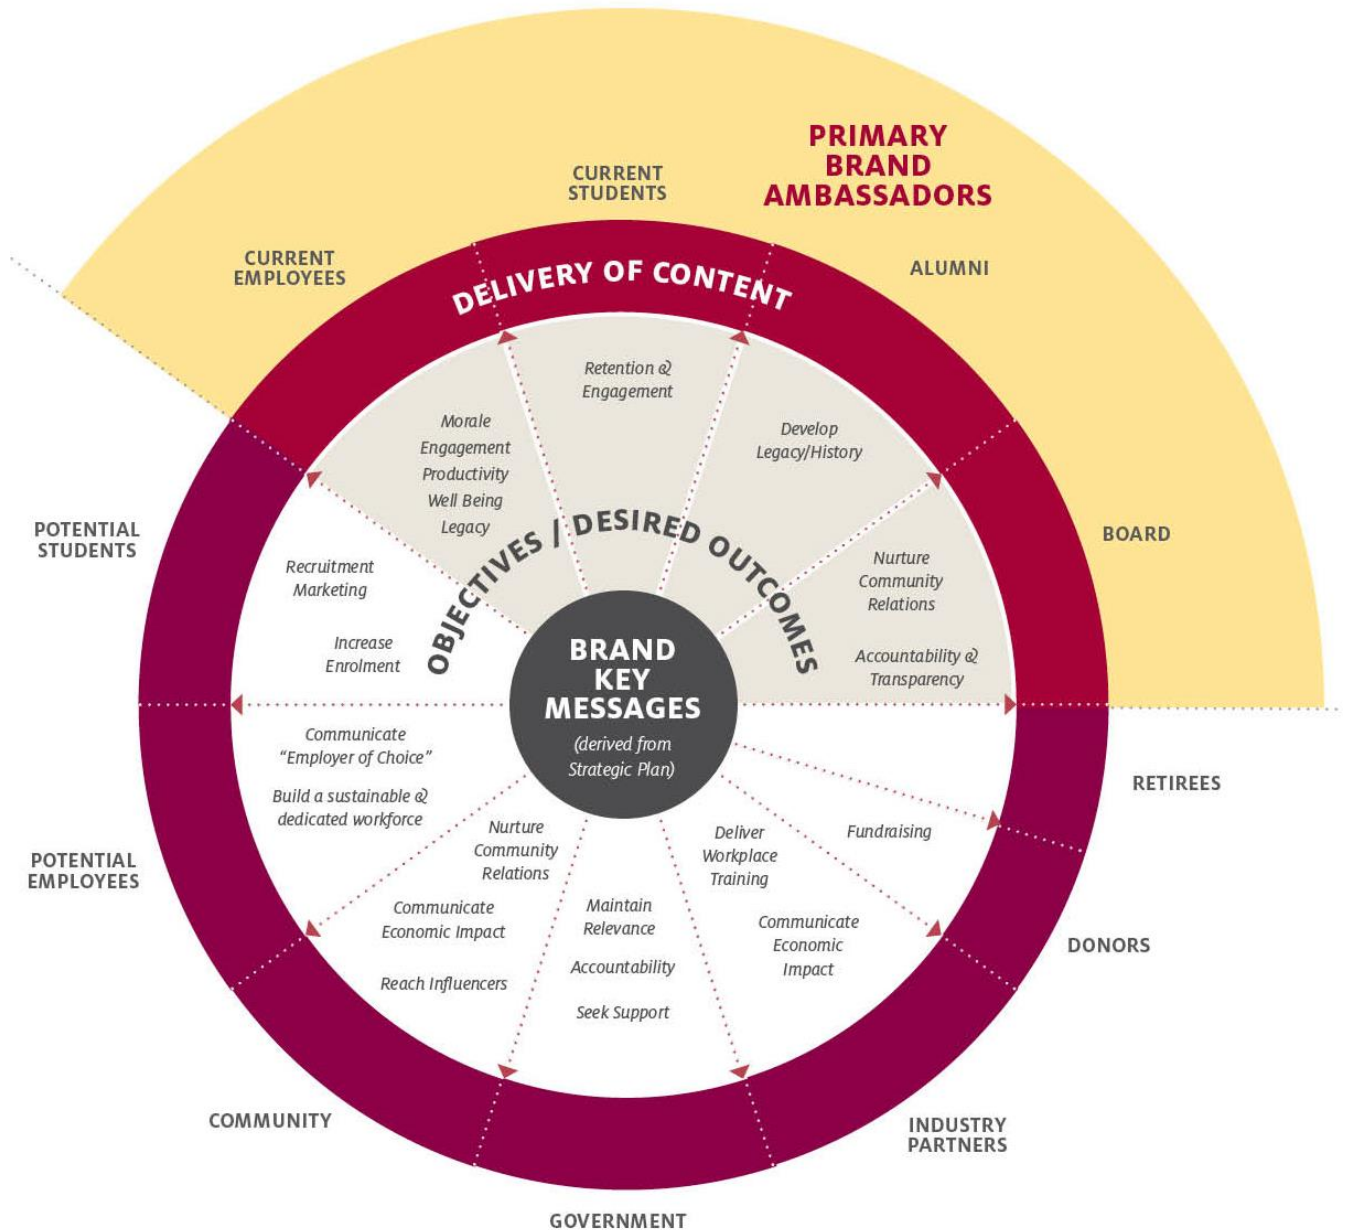 PRIMARY
BRAND
AMBASSADORS
CURRENT
STUDENTS
CURRENT
EMPLOYEES
ALUMNI
DELIVERY OF CONTENT
Retention &
Engagement
Morale
Engagement
Productivity
Well Being
Legacy
Develop
Legacy/History
OBJECTIVES / DESIRED OUTCOMES
BOARD
POTENTIAL
STUDENTS
Recruitment
Marketing
Increase
Enrolment
Nurture
Community
Relations
Accountability &
Transparency
BRAND
KEY
MESSAGES
(derived from
Strategic Plan)
Communicate
“Employer of Choice”
Build a sustainable &
dedicated workforce
RETIREES
POTENTIAL
EMPLOYEES
Nurture
Community
Relations
Communicate
Economic Impact
Reach Influencers
Maintain
Relevance
Accountability
Seek Support
Deliver
Workplace
Training
Communicate
Economic
Impact
Fundraising
DONORS
COMMUNITY
INDUSTRY
PARTNERS
GOVERNMENT